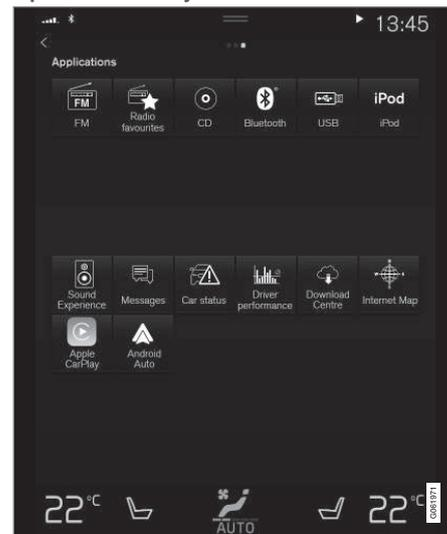 13:45
Applications
FM
FM
Radio
favourites
CD
Bluetooth
USB
iPod
iPod
Sound
Experience
Messages
Car status
Driver
performance
Download
Centre
Internet Map
Apple
CarPlay
Android
Auto
22°C
AUTO
22°C
G061971